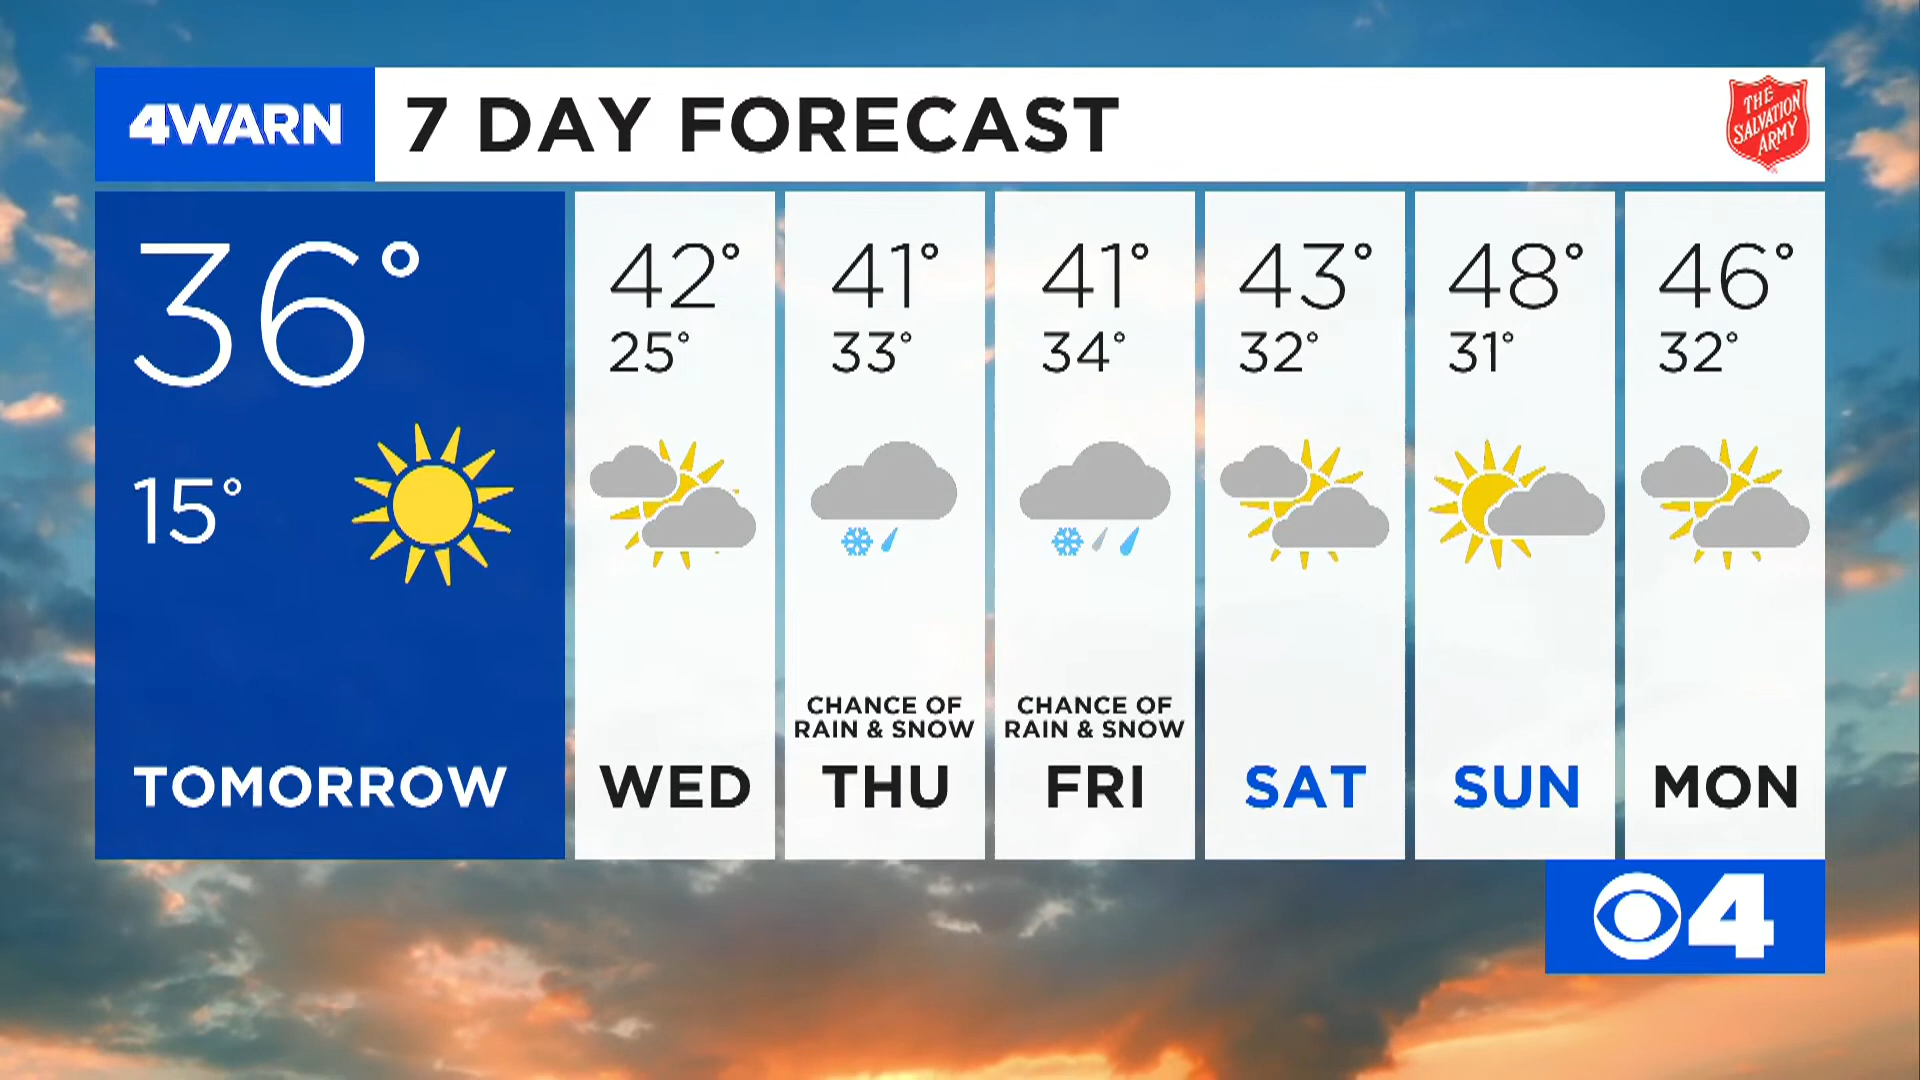 4WARN
7 DAY FORECAST
THE
SALVATION
ARMY
36°
15°
TOMORROW
42°
25°
WED
41°
33°
CHANCE OF
RAIN & SNOW
THU
41°
34°
CHANCE OF
RAIN & SNOW
FRI
43°
32°
SAT
48°
31°
SUN
46°
32°
MON
4